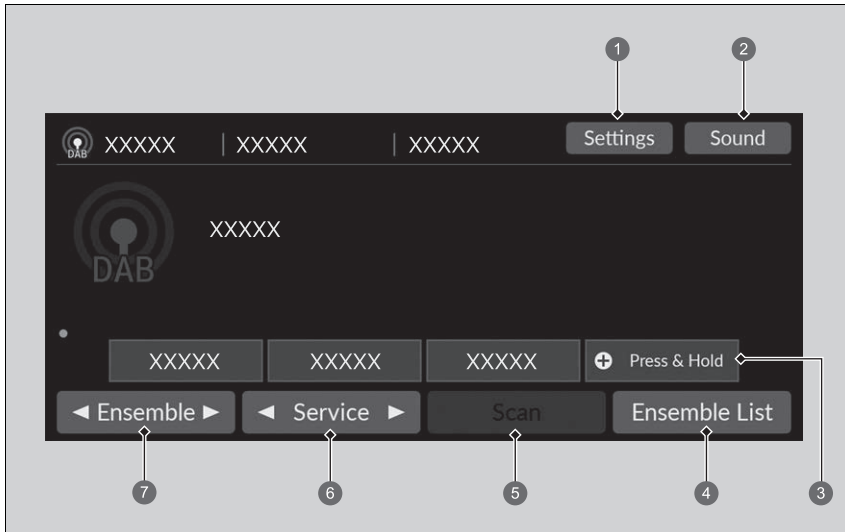 1 2
DAB XXXXX | XXXXX | XXXXX Settings Sound
XXXXX
DAB
XXXXX XXXXX XXXXX Press & Hold
3
◄ Ensemble ► ◄ Service ► Scan Ensemble List
7 6 5 4